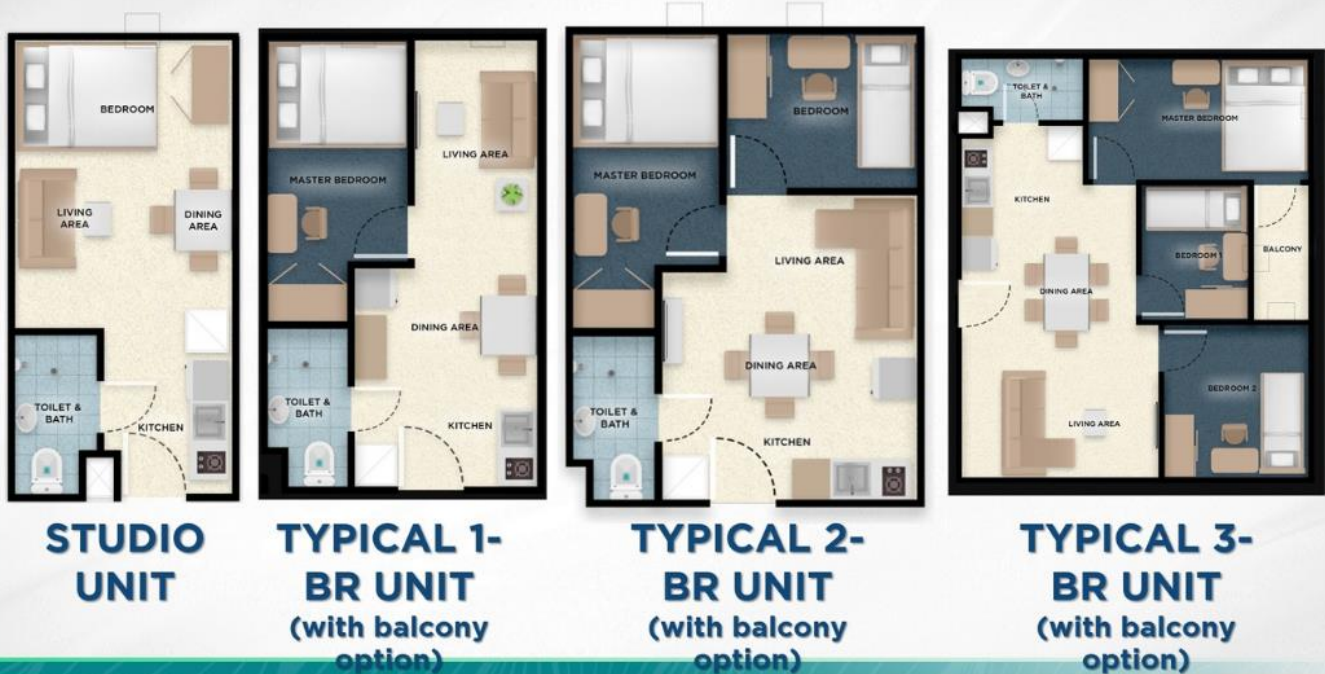 BEDROOM
LIVING
AREA
DINING
AREA
TOILET &
BATH
KITCHEN
STUDIO
UNIT
LIVING AREA
MASTER BEDROOM
DINING AREA
TOILET &
BATH
KITCHEN
TYPICAL 1-
BR UNIT
(with balcony
option)
BEDROOM
MASTER BEDROOM
LIVING AREA
DINING AREA
TOILET &
BATH
KITCHEN
TYPICAL 2-
BR UNIT
(with balcony
option)
TOILET &
BATH
MASTER BEDROOM
KITCHEN
BEDROOM 1
BALCONY
DINING AREA
BEDROOM 2
LIVING AREA
TYPICAL 3-
BR UNIT
(with balcony
option)